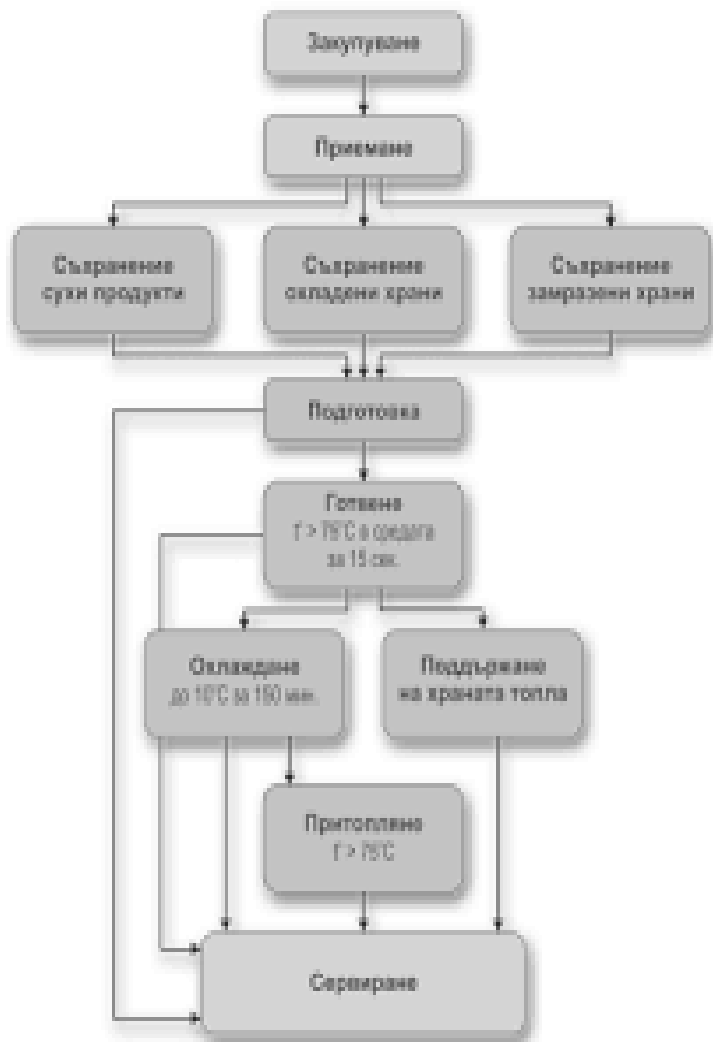 Закупуване
Приемане
Съхранение
сухи продукти
Съхранение
охладени храни
Съхранение
замразени храни
Подготовка
Готвене
t° > 75°C в средата
за 15 сек.
Охлаждане
до 10°C за 150 мин.
Поддържане
на храната топла
Притопляне
t° > 75°C
Сервиране